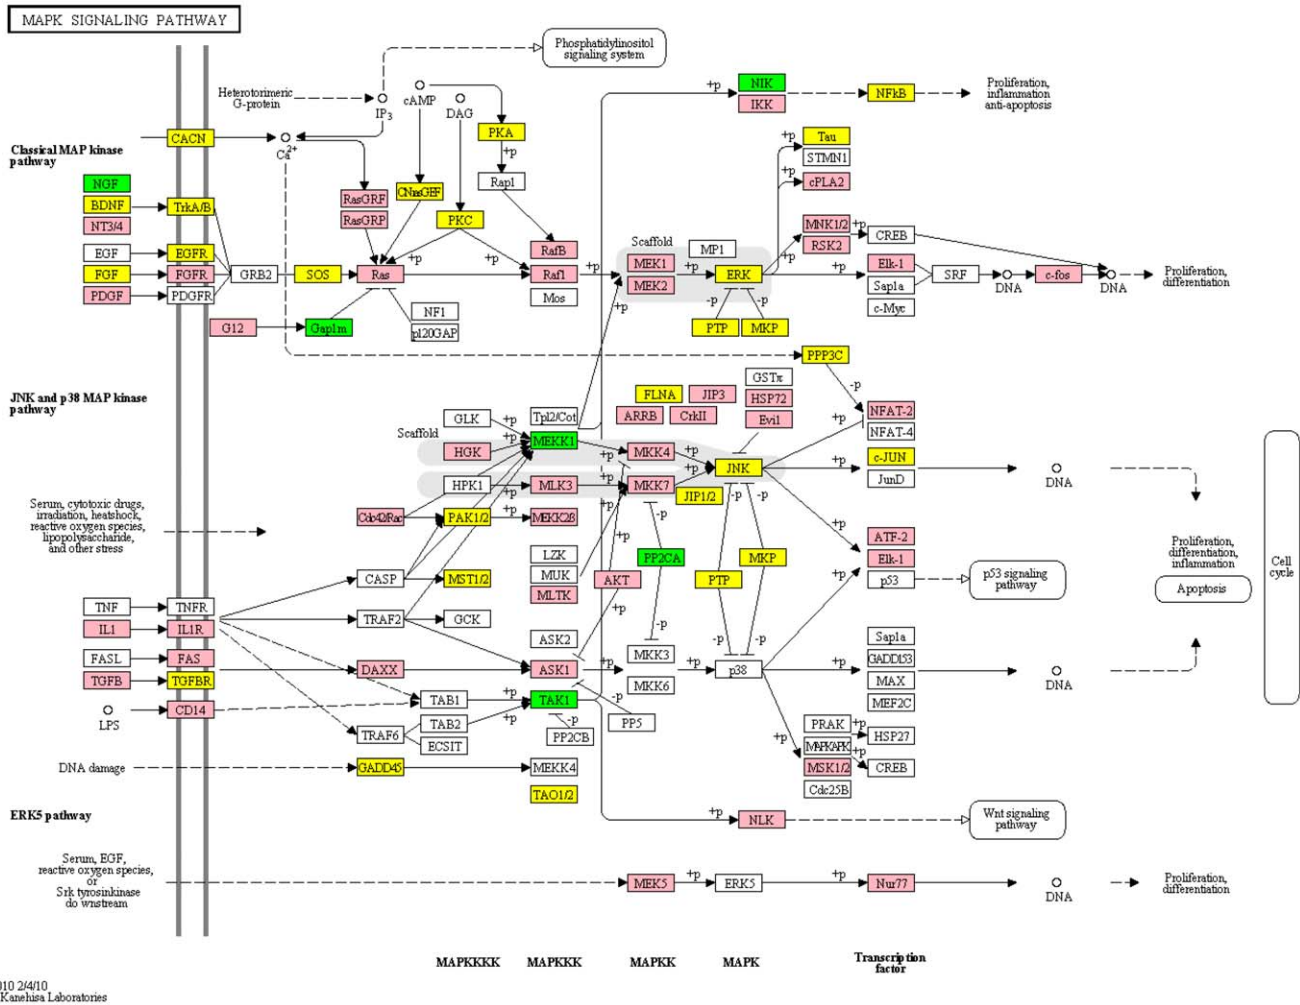 MAPK SIGNALING PATHWAY
Phosphatidylinositol
signaling system
Heterotorimeric
G-protein
IP3
cAMP
DAG
+p
NIK
IKK
NFkB
Proliferation,
inflammation
anti-apoptosis
CACN
Ca2+
PKA
+p
Rap1
+p
Tau
STMN1
+p
cPLA2
Classical MAP kinase
pathway
NGF
BDNF
NT3/4
TrkA/B
RasGRF
RasGRP
CNrasGEF
PKC
EGF
EGFR
FGF
FGFR
PDGF
PDGFR
GRB2
SOS
Ras
+p
+p
RafB
Raf1
Mos
+p
Scaffold
MP1
MEK1
MEK2
+p
ERK
+p
MNK1/2
RSK2
+p
CREB
+p
Elk-1
Sap1a
c-Myc
SRF
DNA
c-fos
DNA
Proliferation,
differentiation
G12
Gap1m
NF1
p120GAP
+p
-p
-p
PTP
MKP
PPP3C
-p
JNK and p38 MAP kinase
pathway
GSTπ
FLNA
JIP3
HSP72
ARRB
CrkII
Evi1
NFAT-2
NFAT-4
GLK
Tpl2/Cot
+p
Scaffold
HGK
+p
MEKK1
+p
MKK4
+p
JNK
+p
+p
c-JUN
JunD
DNA
HPK1
+p
MLK3
+p
MKK7
+p
JIP1/2
Serum, cytotoxic drugs,
irradiation, heatshock,
reactive oxygen species,
lipopolysaccharide,
and other stress
Cdc42/Rac
PAK1/2
+p
MEKK2/3
+p
-p
-p
-p
+p
ATF-2
Elk-1
p53
p53 signaling
pathway
Proliferation,
differentiation,
inflammation
Apoptosis
Cell
cycle
CASP
MST1/2
LZK
MUK
MLTK
AKT
PP2CA
PTP
MKP
+p
+p
TNF
TNFR
IL1
IL1R
FASL
FAS
TGFB
TGFBR
LPS
CD14
TRAF2
GCK
ASK2
-p
-p
-p
MKK3
MKK6
DAXX
ASK1
+p
+p
p38
+p
Sap1a
GADD153
MAX
MEF2C
DNA
TAB1
+p
TAK1
-p
PP5
TAB2
ECSIT
+p
-p
PP2CB
TRAF6
+p
PRAK
MAPKAPK
MSK1/2
Cdc25B
+p
+p
HSP27
CREB
DNA damage
GADD45
MEKK4
TAO1/2
ERK5 pathway
+p
NLK
Wnt signaling
pathway
Serum, EGF,
reactive oxygen species,
or
Srk tyrosinkinase
do wnstream
MEK5
+p
ERK5
+p
Nur77
DNA
Proliferation,
differentiation
MAPKKKK
MAPKKK
MAPKK
MAPK
Transcription
factor
010 2/4/10
Kanehisa Laboratories